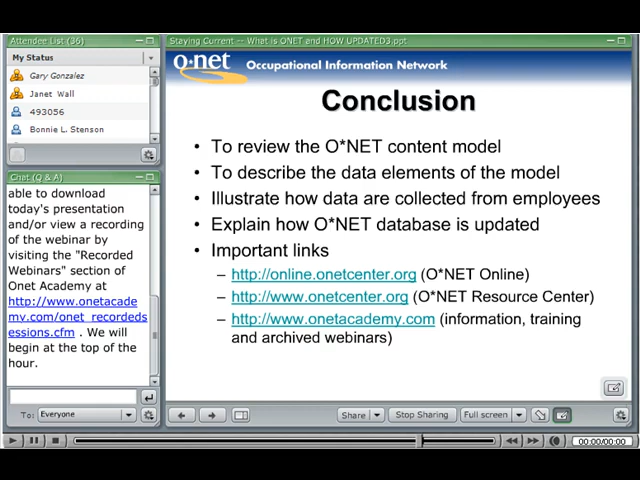 Attendee List (36)
My Status
Gary Gonzalez
Janet Wall
493056
Bonnie L. Stenson
Chat (Q & A)
able to download
today's presentation
and/or view a recording
of the webinar by
visiting the "Recorded
Webinars" section of
Onet Academy at
http://www.onetacade
my.com/onet_recordeds
essions.cfm . We will
begin at the top of the
hour.
To: Everyone
Staying Current -- What is ONET and HOW UPDATED3.ppt
o*net Occupational Information Network
Conclusion
• To review the O*NET content model
• To describe the data elements of the model
• Illustrate how data are collected from employees
• Explain how O*NET database is updated
• Important links
– http://online.onetcenter.org (O*NET Online)
– http://www.onetcenter.org (O*NET Resource Center)
– http://www.onetacademy.com (information, training
and archived webinars)
Share
Stop Sharing
Full screen
00:00/00:00